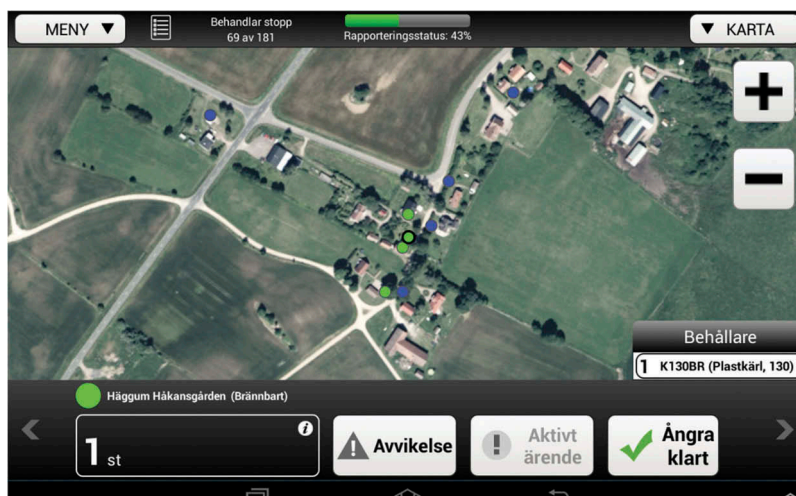 MENY
Behandlar stopp
69 av 181
Rapporteringsstatus: 43%
KARTA
Behållare
1 K130BR (Plastkärl, 130)
Häggum Håkansgården (Brännbart)
1 st
Avvikelse
Aktivt
ärende
Ångra
klart